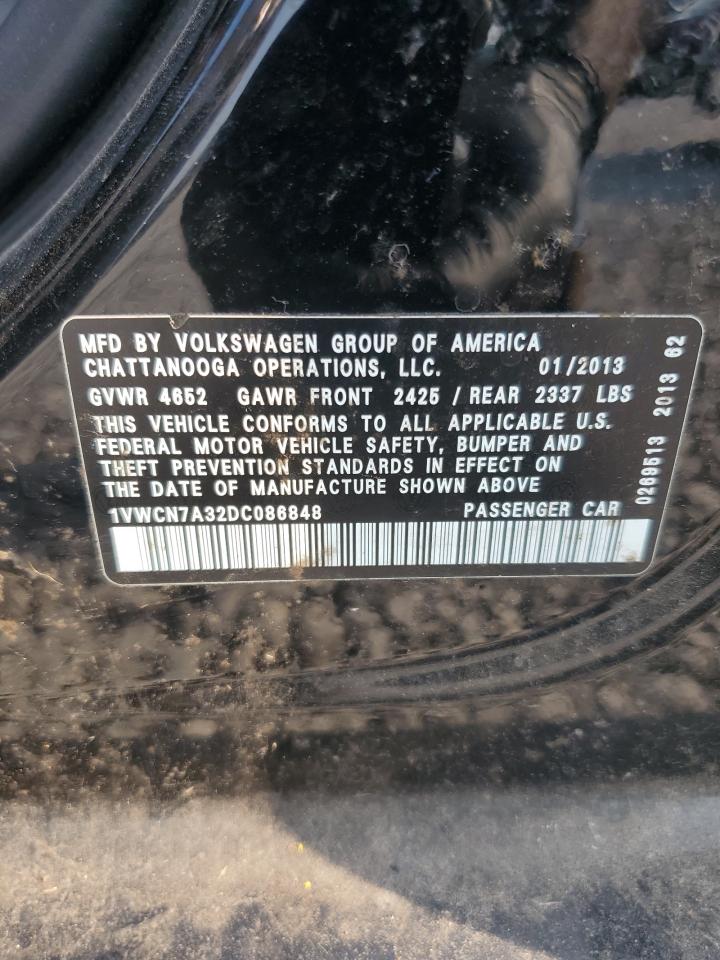 MFD BY VOLKSWAGEN GROUP OF AMERICA
CHATTANOOGA OPERATIONS, LLC. 01/2013
GVWR 4652 GAWR FRONT 2425 / REAR 2337 LBS
THIS VEHICLE CONFORMS TO ALL APPLICABLE U.S.
FEDERAL MOTOR VEHICLE SAFETY, BUMPER AND
THEFT PREVENTION STANDARDS IN EFFECT ON
THE DATE OF MANUFACTURE SHOWN ABOVE
1VWCN7A32DC086848 PASSENGER CAR
0269513 2013 62